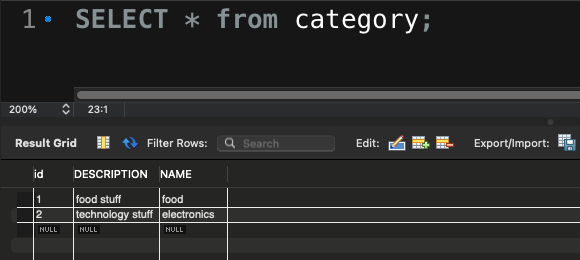 1 SELECT * from category;
200% 23:1
Result Grid Filter Rows: Search Edit: Export/Import:
id DESCRIPTION NAME
1 food stuff food
2 technology stuff electronics
NULL NULL NULL